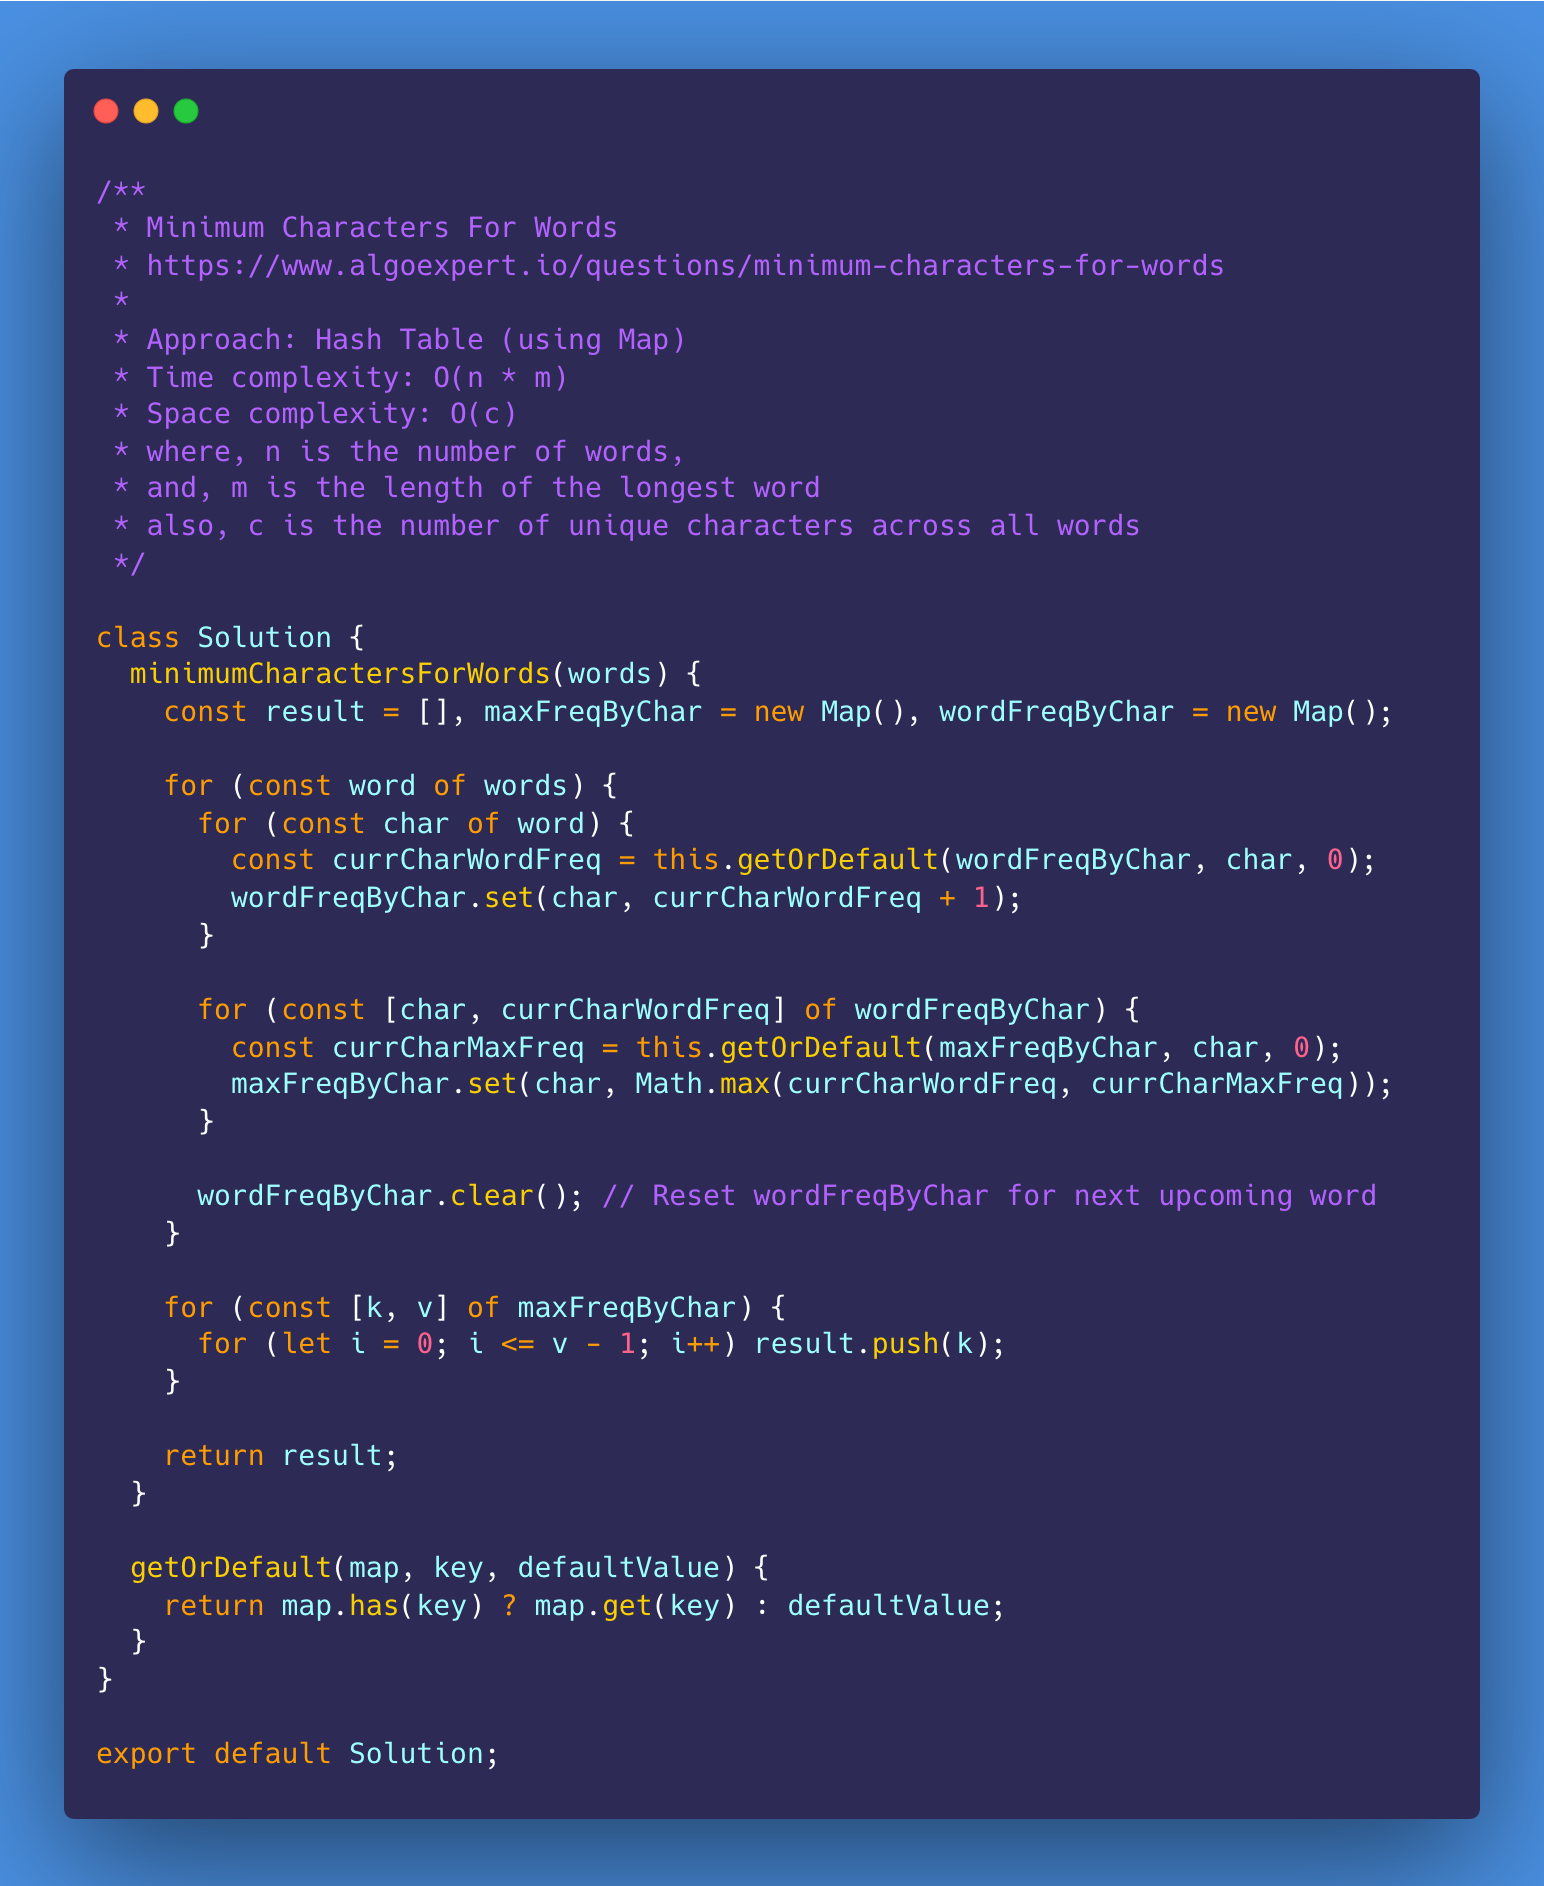 /**
 * Minimum Characters For Words
 * https://www.algoexpert.io/questions/minimum-characters-for-words
 *
 * Approach: Hash Table (using Map)
 * Time complexity: O(n * m)
 * Space complexity: O(c)
 * where, n is the number of words,
 * and, m is the length of the longest word
 * also, c is the number of unique characters across all words
 */

class Solution {
  minimumCharactersForWords(words) {
    const result = [], maxFreqByChar = new Map(), wordFreqByChar = new Map();

    for (const word of words) {
      for (const char of word) {
        const currCharWordFreq = this.getOrDefault(wordFreqByChar, char, 0);
        wordFreqByChar.set(char, currCharWordFreq + 1);
      }

      for (const [char, currCharWordFreq] of wordFreqByChar) {
        const currCharMaxFreq = this.getOrDefault(maxFreqByChar, char, 0);
        maxFreqByChar.set(char, Math.max(currCharWordFreq, currCharMaxFreq));
      }

      wordFreqByChar.clear(); // Reset wordFreqByChar for next upcoming word
    }

    for (const [k, v] of maxFreqByChar) {
      for (let i = 0; i <= v - 1; i++) result.push(k);
    }

    return result;
  }

  getOrDefault(map, key, defaultValue) {
    return map.has(key) ? map.get(key) : defaultValue;
  }
}

export default Solution;